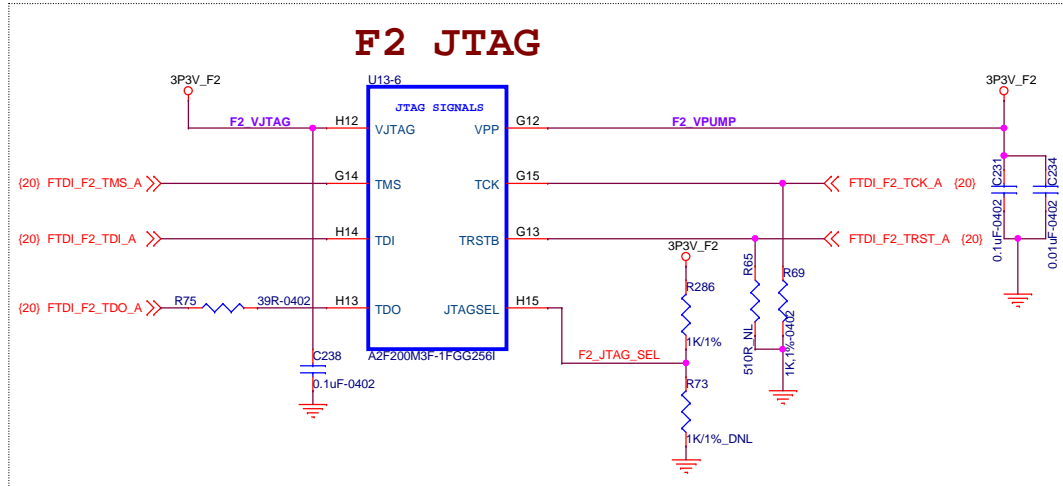 F2 JTAG
3P3V_F2
U13-6
3P3V_F2
JTAG SIGNALS
F2_VJTAG
H12
VJTAG
VPP
G12
F2_VPUMP
{20} FTDI_F2_TMS_A
G14
TMS
TCK
G15
FTDI_F2_TCK_A {20}
C231
0.1uF-0402
C234
0.01uF-0402
{20} FTDI_F2_TDI_A
H14
TDI
TRSTB
G13
FTDI_F2_TRST_A {20}
3P3V_F2
R65
510R_NL
R69
1K,1%-0402
{20} FTDI_F2_TDO_A
R75
39R-0402
H13
TDO
JTAGSEL
H15
R286
1K/1%
A2F200M3F-1FGG256I
F2_JTAG_SEL
C238
0.1uF-0402
R73
1K/1%_DNL